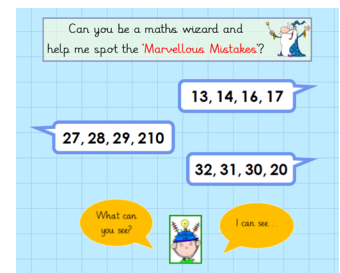 Can you be a maths wizard and
help me spot the 'Marvellous Mistakes'?
13, 14, 16, 17
27, 28, 29, 210
32, 31, 30, 20
What can
you see?
I can see...